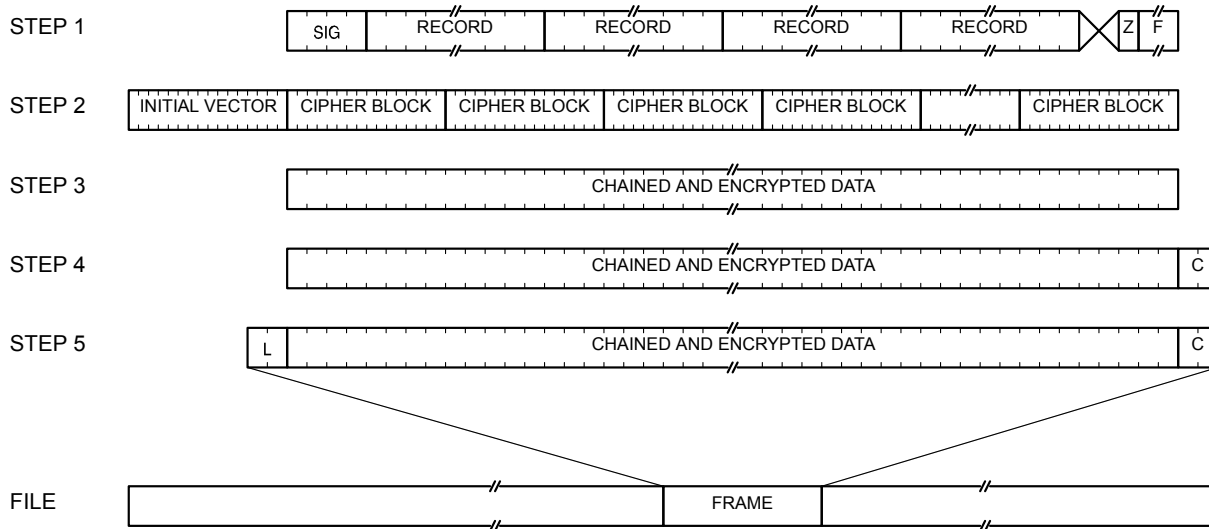 STEP 1 SIG RECORD RECORD RECORD RECORD Z F
STEP 2 INITIAL VECTOR CIPHER BLOCK CIPHER BLOCK CIPHER BLOCK CIPHER BLOCK CIPHER BLOCK
STEP 3 CHAINED AND ENCRYPTED DATA
STEP 4 CHAINED AND ENCRYPTED DATA C
STEP 5 L CHAINED AND ENCRYPTED DATA C
FILE FRAME